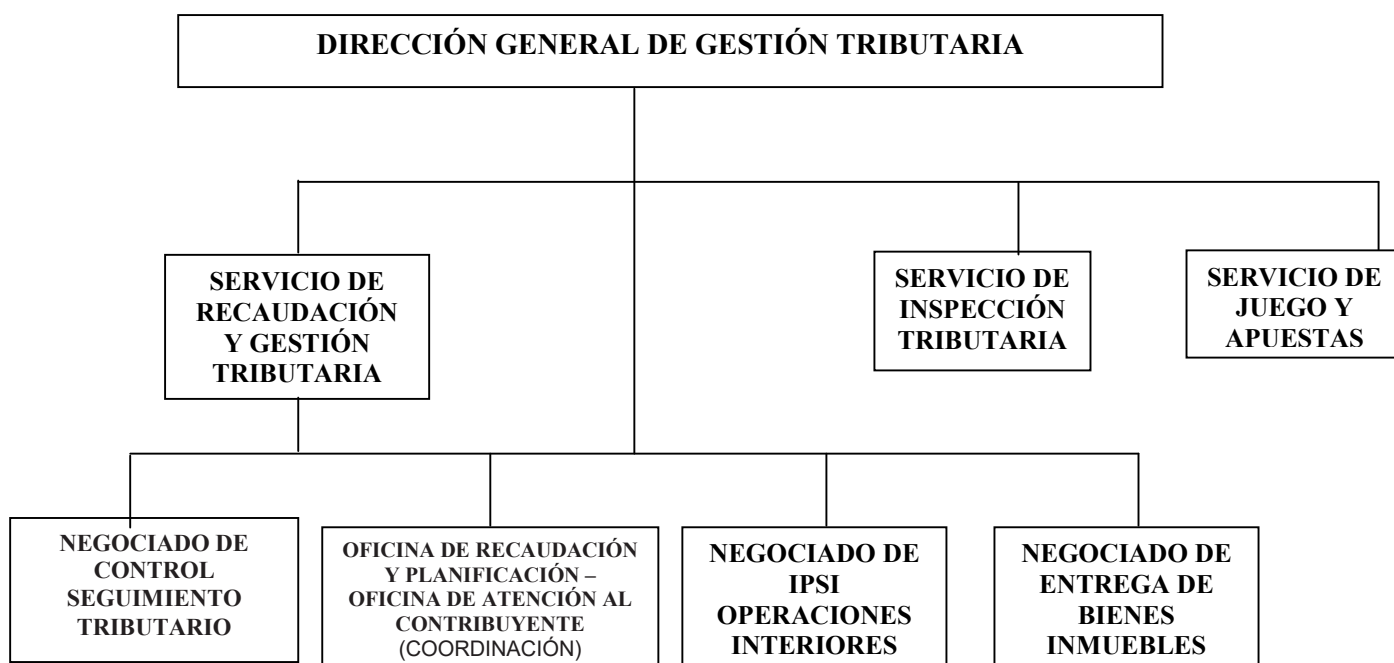 DIRECCIÓN GENERAL DE GESTIÓN TRIBUTARIA
SERVICIO DE
RECAUDACIÓN
Y GESTIÓN
TRIBUTARIA
SERVICIO DE
INSPECCIÓN
TRIBUTARIA
SERVICIO DE
JUEGO Y
APUESTAS
NEGOCIADO DE
CONTROL
SEGUIMIENTO
TRIBUTARIO
OFICINA DE RECAUDACIÓN
Y PLANIFICACIÓN –
OFICINA DE ATENCIÓN AL
CONTRIBUYENTE
(COORDINACIÓN)
NEGOCIADO DE
IPSI
OPERACIONES
INTERIORES
NEGOCIADO DE
ENTREGA DE
BIENES
INMUEBLES